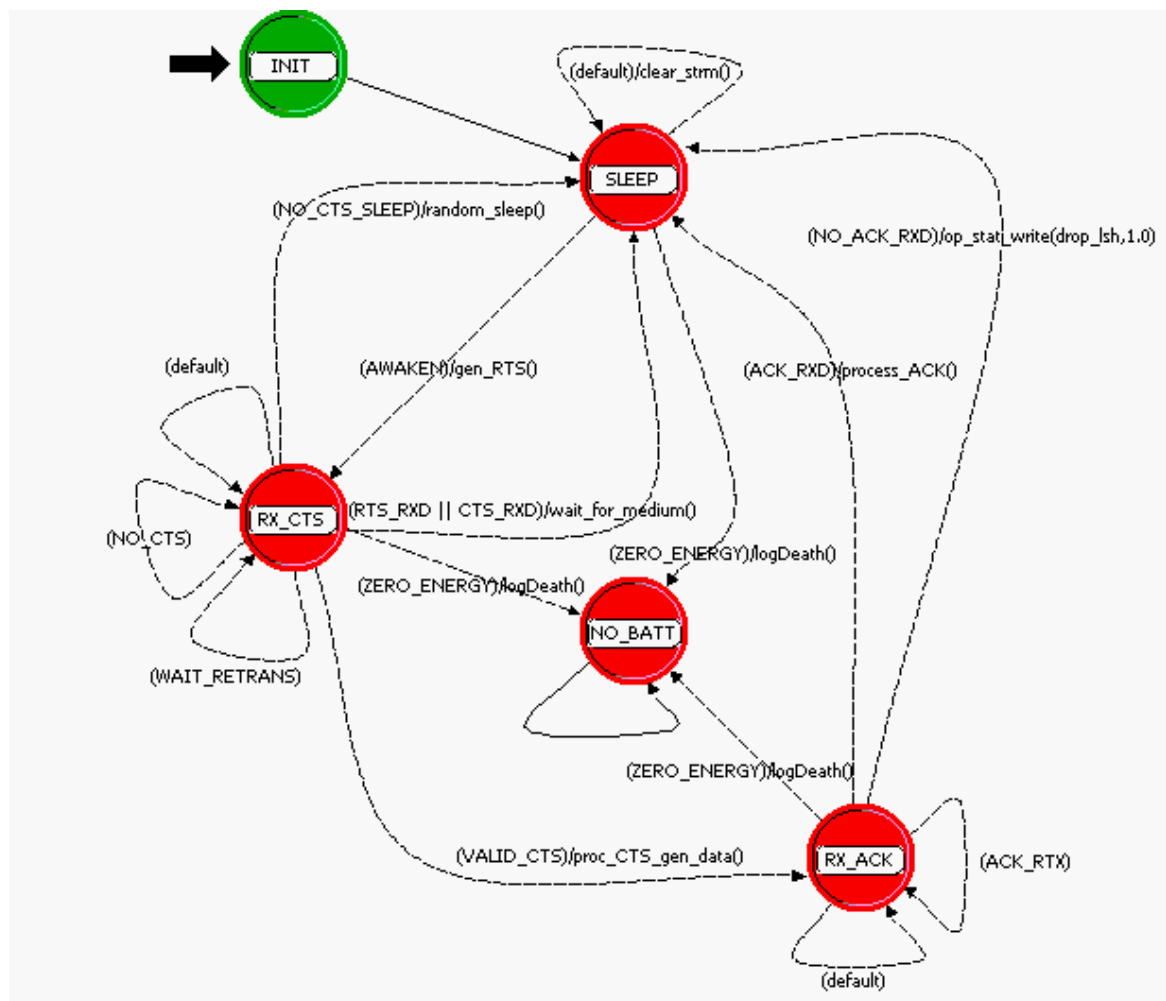 INIT
(default)/clear_strm()
SLEEP
(NO_CTS_SLEEP)/random_sleep()
(NO_ACK_RXD)/op_stat_write(drop_lsh,1.0)
(default)
(AWAKEN)/gen_RTS()
(ACK_RXD)/process_ACK()
RX_CTS
(RTS_RXD || CTS_RXD)/wait_for_medium()
(NO_CTS)
(ZERO_ENERGY)/logDeath()
(ZERO_ENERGY)/logDeath()
NO_BATT
(WAIT_RETRANS)
(ZERO_ENERGY)/logDeath()
(VALID_CTS)/proc_CTS_gen_data()
RX_ACK
(ACK_RTX)
(default)